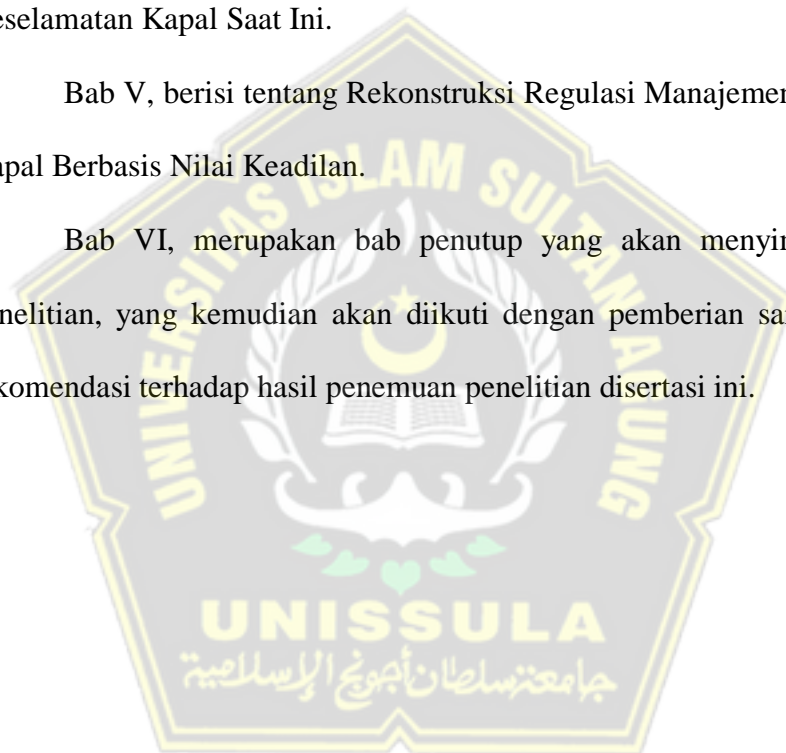 eselamatan Kapal Saat Ini.
Bab V, berisi tentang Rekonstruksi Regulasi Manajemen
apal Berbasis Nilai Keadilan.
Bab VI, merupakan bab penutup yang akan menyim
nelitian, yang kemudian akan diikuti dengan pemberian sa
komendasi terhadap hasil penemuan penelitian disertasi ini.
UNIVERSITAS ISLAM SULTAN AGUNG
UNISSULA
جامعة سلطان أجونج الإسلامية